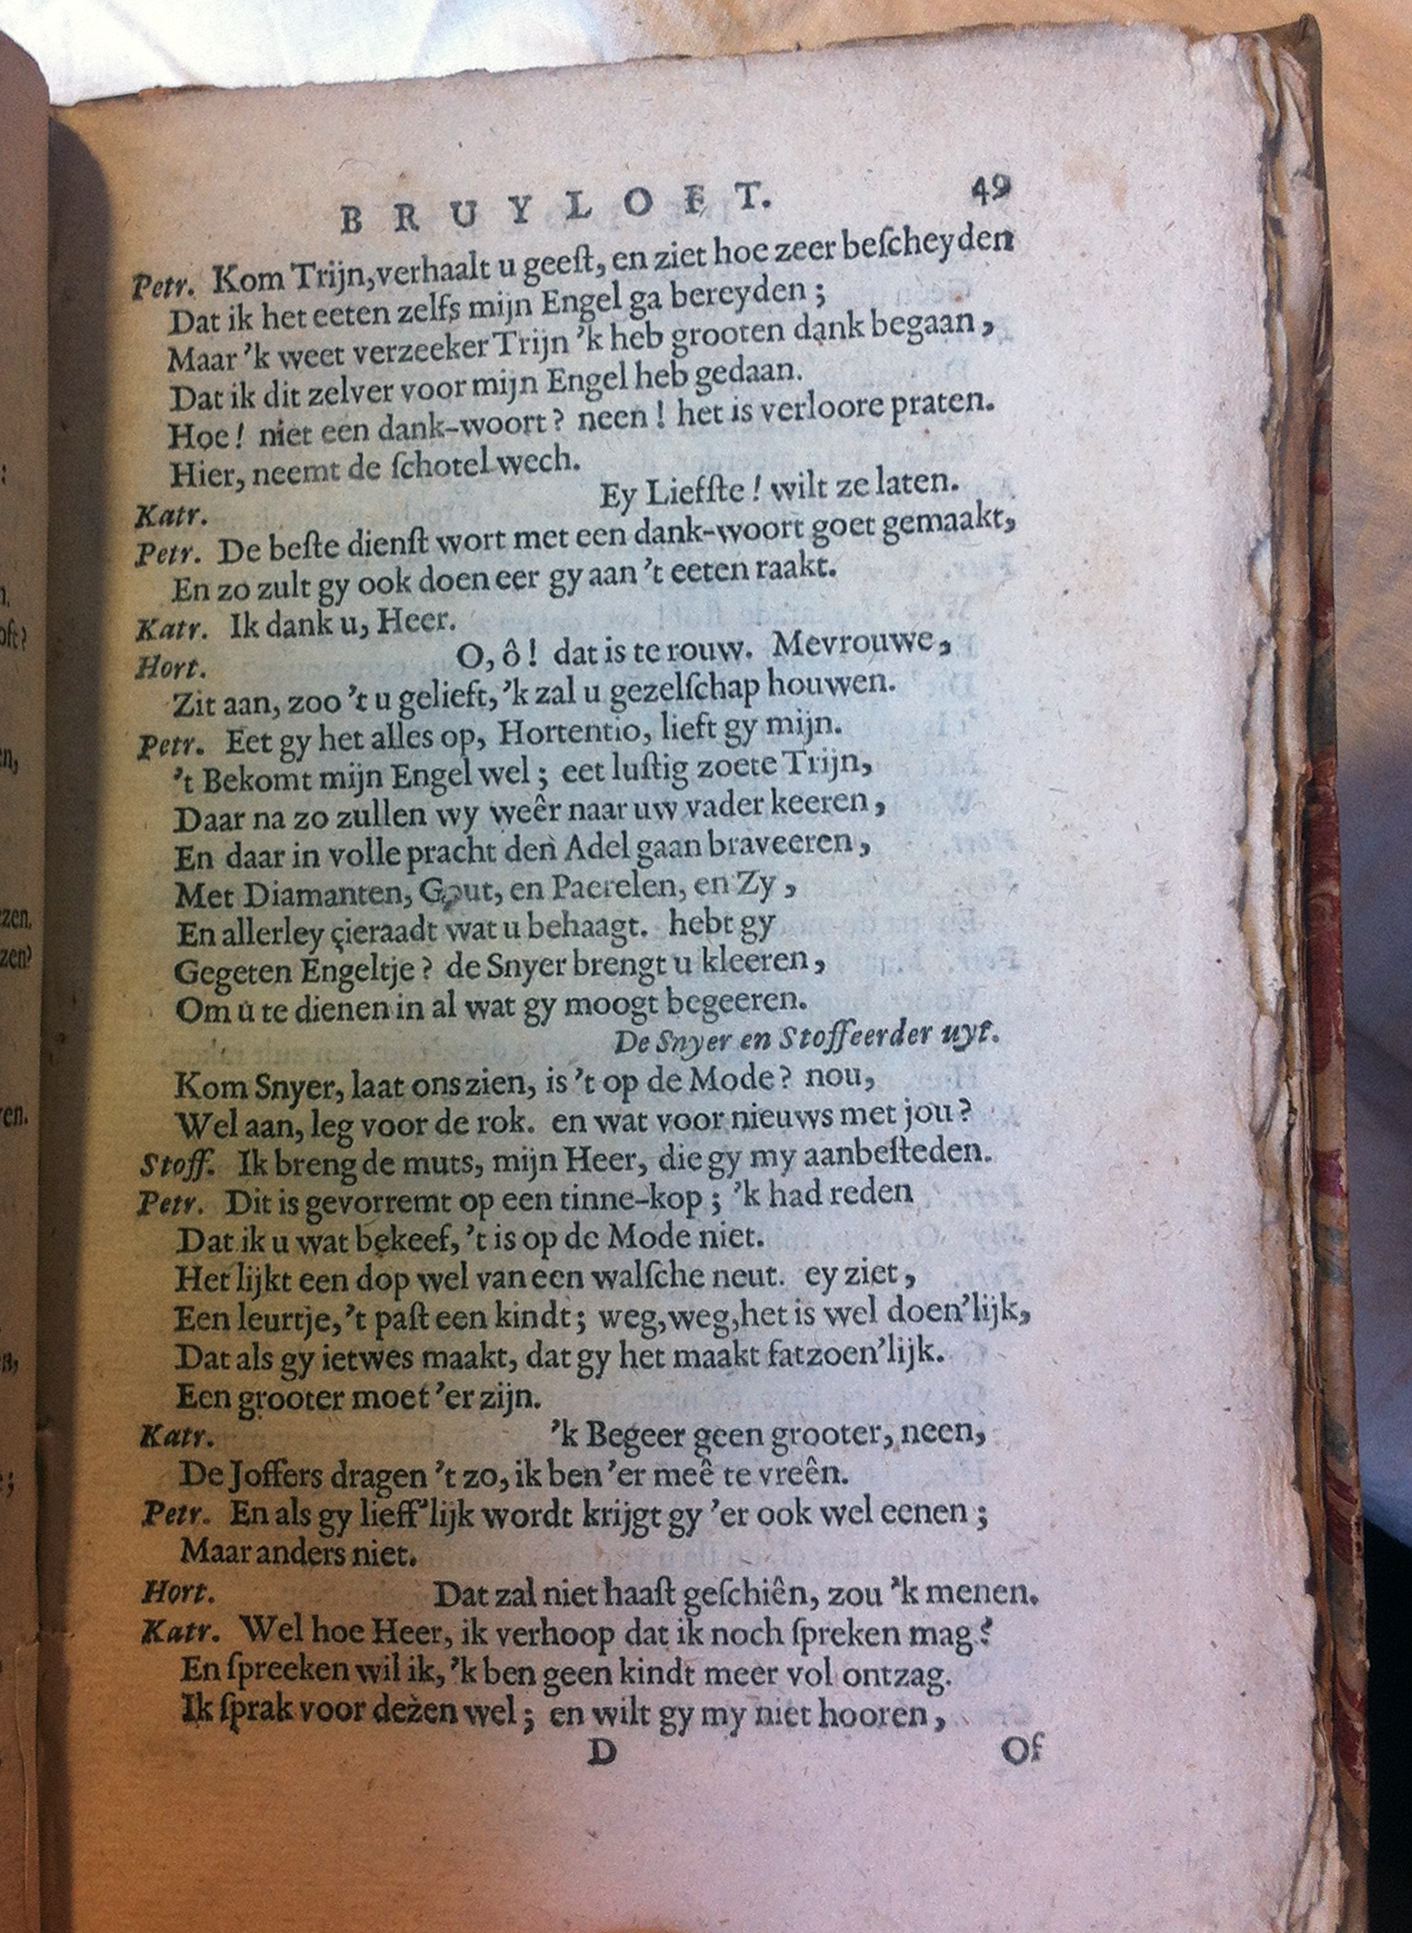 BRUYLOFT. 49
Petr. Kom Trijn, verhaalt u geeſt, en ziet hoe zeer beſcheyden
Dat ik het eeten zelfs mijn Engel ga bereyden;
Maar 'k weet verzeeker Trijn 'k heb grooten dank begaan,
Dat ik dit zelver voor mijn Engel heb gedaan.
Hoe! niet een dank-woort? neen! het is verloore praten.
Hier, neemt de ſchotel wech.
Katr. Ey Liefſte! wilt ze laten.
Petr. De beſte dienſt wort met een dank-woort goet gemaakt,
En zo zult gy ook doen eer gy aan 't eeten raakt.
Katr. Ik dank u, Heer.
Hort. O, ô! dat is te rouw. Mevrouwe,
Zit aan, zoo 't u gelieft, 'k zal u gezelſchap houwen.
Petr. Eet gy het alles op, Hortentio, lieft gy mijn.
't Bekomt mijn Engel wel; eet luſtig zoete Trijn,
Daar na zo zullen wy weêr naar uw vader keeren,
En daar in volle pracht den Adel gaan braveeren,
Met Diamanten, Gout, en Paerelen, en Zy,
En allerley çieraadt wat u behaagt. hebt gy
Gegeten Engeltje? de Snyer brengt u kleeren,
Om u te dienen in al wat gy moogt begeeren.
De Snyer en Stoffeerder uyt.
Kom Snyer, laat ons zien, is 't op de Mode? nou,
Wel aan, leg voor de rok. en wat voor nieuws met jou?
Stoff. Ik breng de muts, mijn Heer, die gy my aanbeſteden.
Petr. Dit is gevorremt op een tinne-kop; 'k had reden
Dat ik u wat bekeef, 't is op de Mode niet.
Het lijkt een dop wel van een walſche neut. ey ziet,
Een leurtje, 't paſt een kindt; weg, weg, het is wel doen'lijk,
Dat als gy ietwes maakt, dat gy het maakt fatzoen'lijk.
Een grooter moet 'er zijn.
Katr. 'k Begeer geen grooter, neen,
De Joffers dragen 't zo, ik ben 'er meê te vreên.
Petr. En als gy lieff'lijk wordt krijgt gy 'er ook wel eenen;
Maar anders niet.
Hort. Dat zal niet haaſt geſchiên, zou 'k menen.
Katr. Wel hoe Heer, ik verhoop dat ik noch ſpreken mag?
En ſpreeken wil ik, 'k ben geen kindt meer vol ontzag.
Ik ſprak voor dezen wel; en wilt gy my niet hooren,
D Of